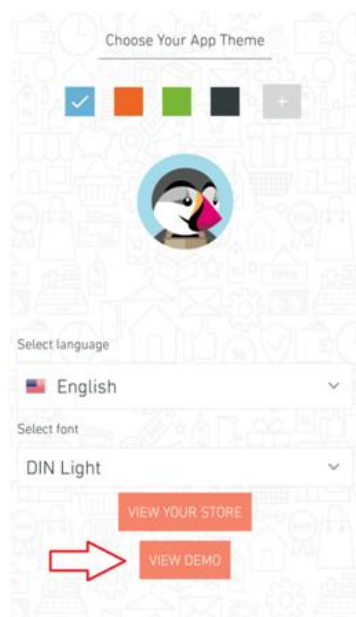 Choose Your App Theme
Select language
English
Select font
DIN Light
VIEW YOUR STORE
VIEW DEMO